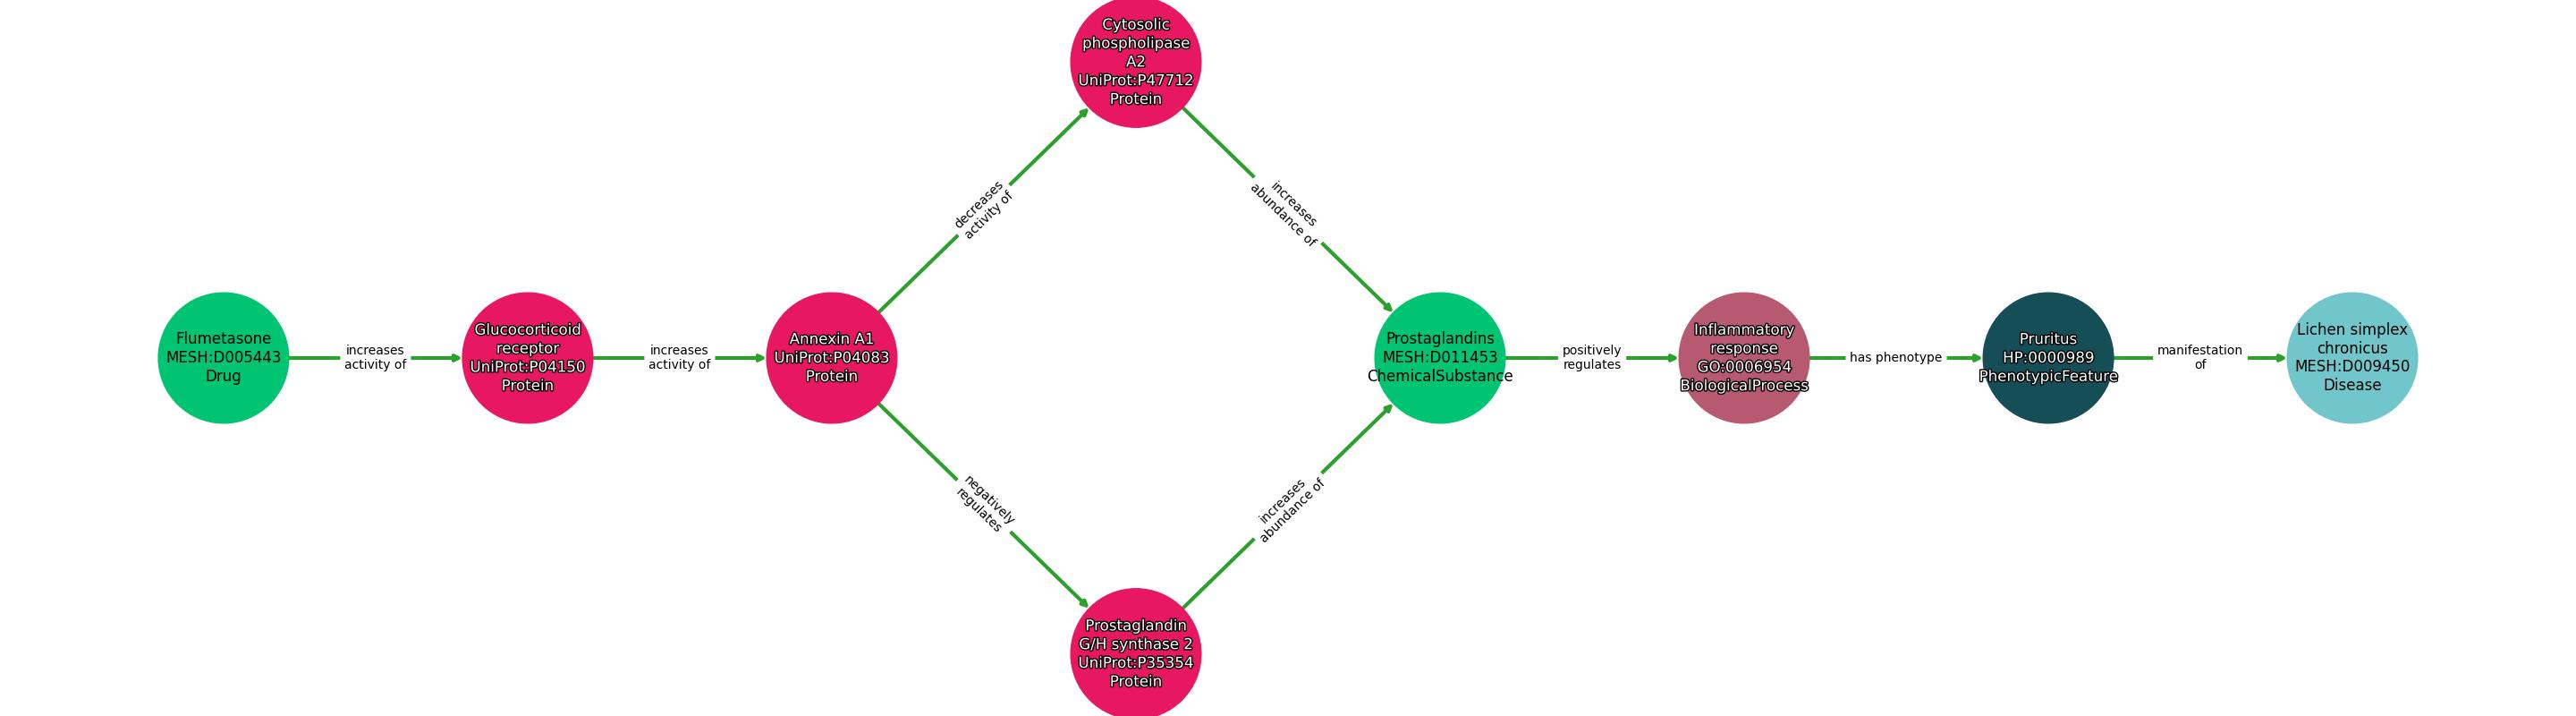 Cytosolic
phospholipase
A2
UniProt:P47712
Protein
decreases
activity of
increases
abundance of
Flumetasone
MESH:D005443
Drug
increases
activity of
Glucocorticoid
receptor
UniProt:P04150
Protein
increases
activity of
Annexin A1
UniProt:P04083
Protein
Prostaglandins
MESH:D011453
ChemicalSubstance
positively
regulates
Inflammatory
response
GO:0006954
BiologicalProcess
has phenotype
Pruritus
HP:0000989
PhenotypicFeature
manifestation
of
Lichen simplex
chronicus
MESH:D009450
Disease
negatively
regulates
increases
abundance of
Prostaglandin
G/H synthase 2
UniProt:P35354
Protein